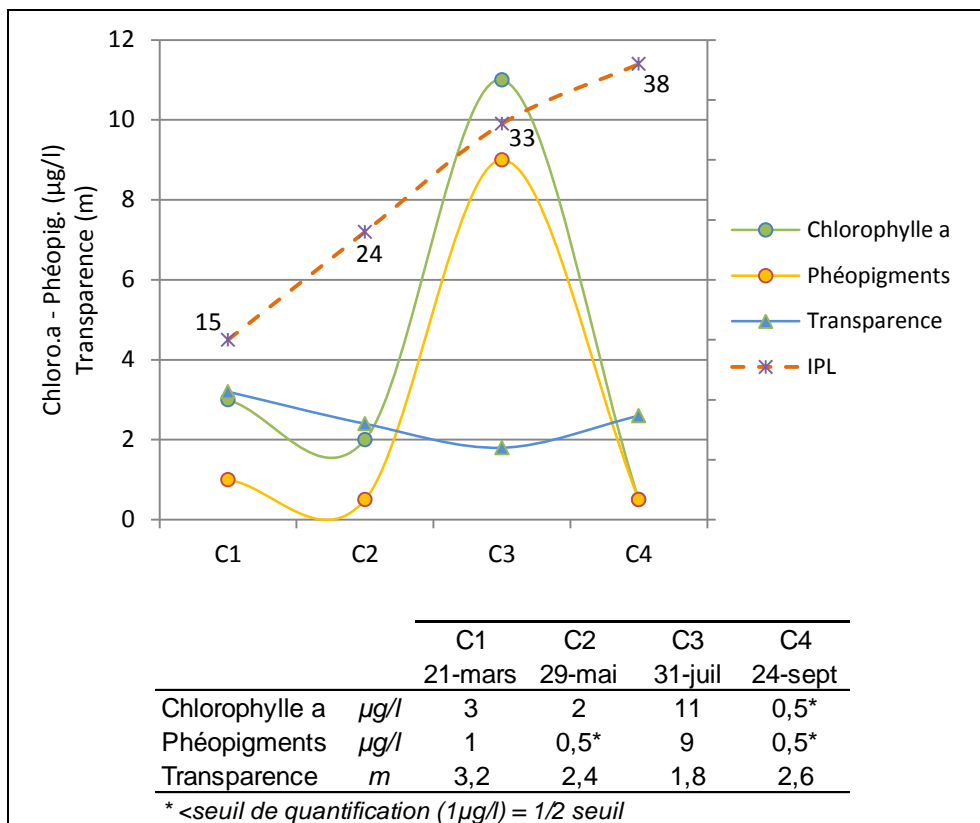 Chloro.a - Phéopig. (µg/l)
Transparence (m)
12
10
8
6
4
2
0
15
24
33
38
C1 C2 C3 C4
Chlorophylle a
Phéopigments
Transparence
IPL
C1 C2 C3 C4
21-mars 29-mai 31-juil 24-sept
Chlorophylle a µg/l 3 2 11 0,5*
Phéopigments µg/l 1 0,5* 9 0,5*
Transparence m 3,2 2,4 1,8 2,6
* <seuil de quantification (1µg/l) = 1/2 seuil